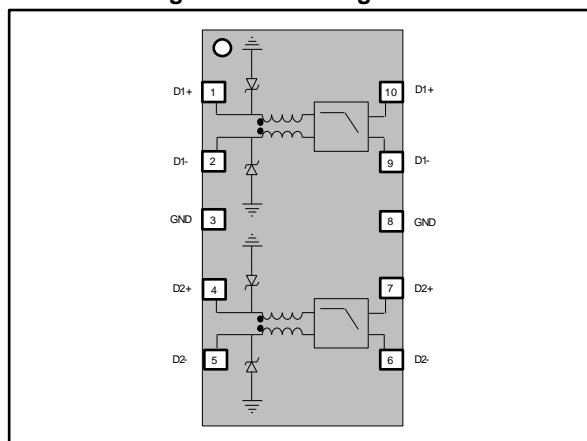 D1+ 1 10 D1+
D1- 2 9 D1-
GND 3 8 GND
D2+ 4 7 D2+
D2- 5 6 D2-